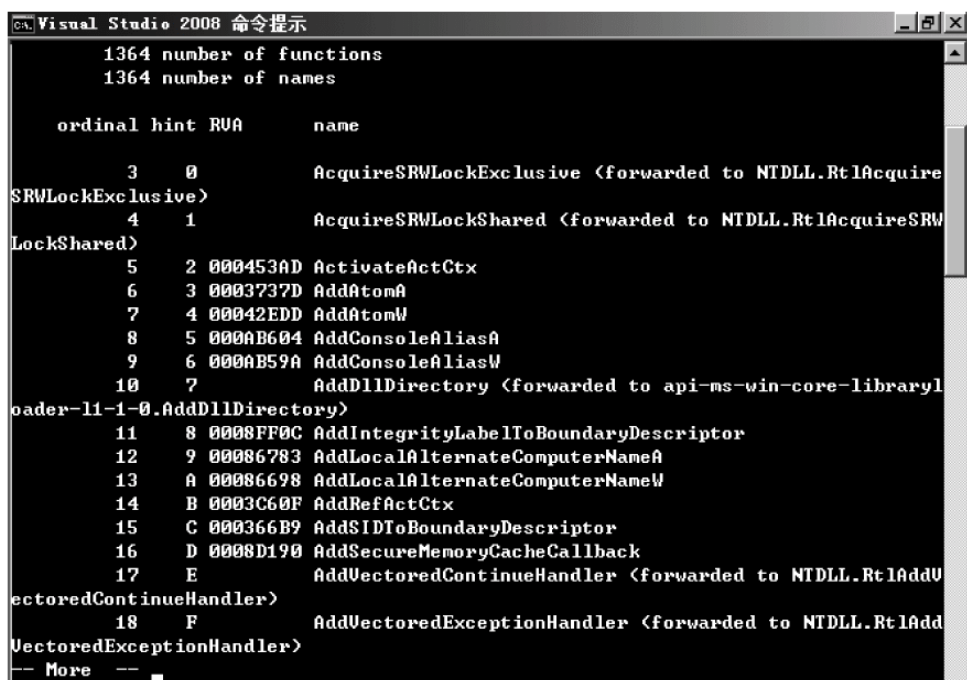 Visual Studio 2008 命令提示
1364 number of functions
1364 number of names
ordinal hint RVA name
3 0 AcquireSRWLockExclusive (forwarded to NTDLL.RtlAcquire
SRWLockExclusive)
4 1 AcquireSRWLockShared (forwarded to NTDLL.RtlAcquireSRW
LockShared)
5 2 000453AD ActivateActCtx
6 3 0003737D AddAtomA
7 4 00042EDD AddAtomW
8 5 000AB604 AddConsoleAliasA
9 6 000AB59A AddConsoleAliasW
10 7 AddDllDirectory (forwarded to api-ms-win-core-libraryl
oader-l1-1-0.AddDllDirectory)
11 8 0008FF0C AddIntegrityLabelToBoundaryDescriptor
12 9 00086783 AddLocalAlternateComputerNameA
13 A 00086698 AddLocalAlternateComputerNameW
14 B 0003C60F AddRefActCtx
15 C 000366B9 AddSIDToBoundaryDescriptor
16 D 0008D190 AddSecureMemoryCacheCallback
17 E AddVectoredContinueHandler (forwarded to NTDLL.RtlAddV
ectoredContinueHandler)
18 F AddVectoredExceptionHandler (forwarded to NTDLL.RtlAdd
VectoredExceptionHandler)
-- More --